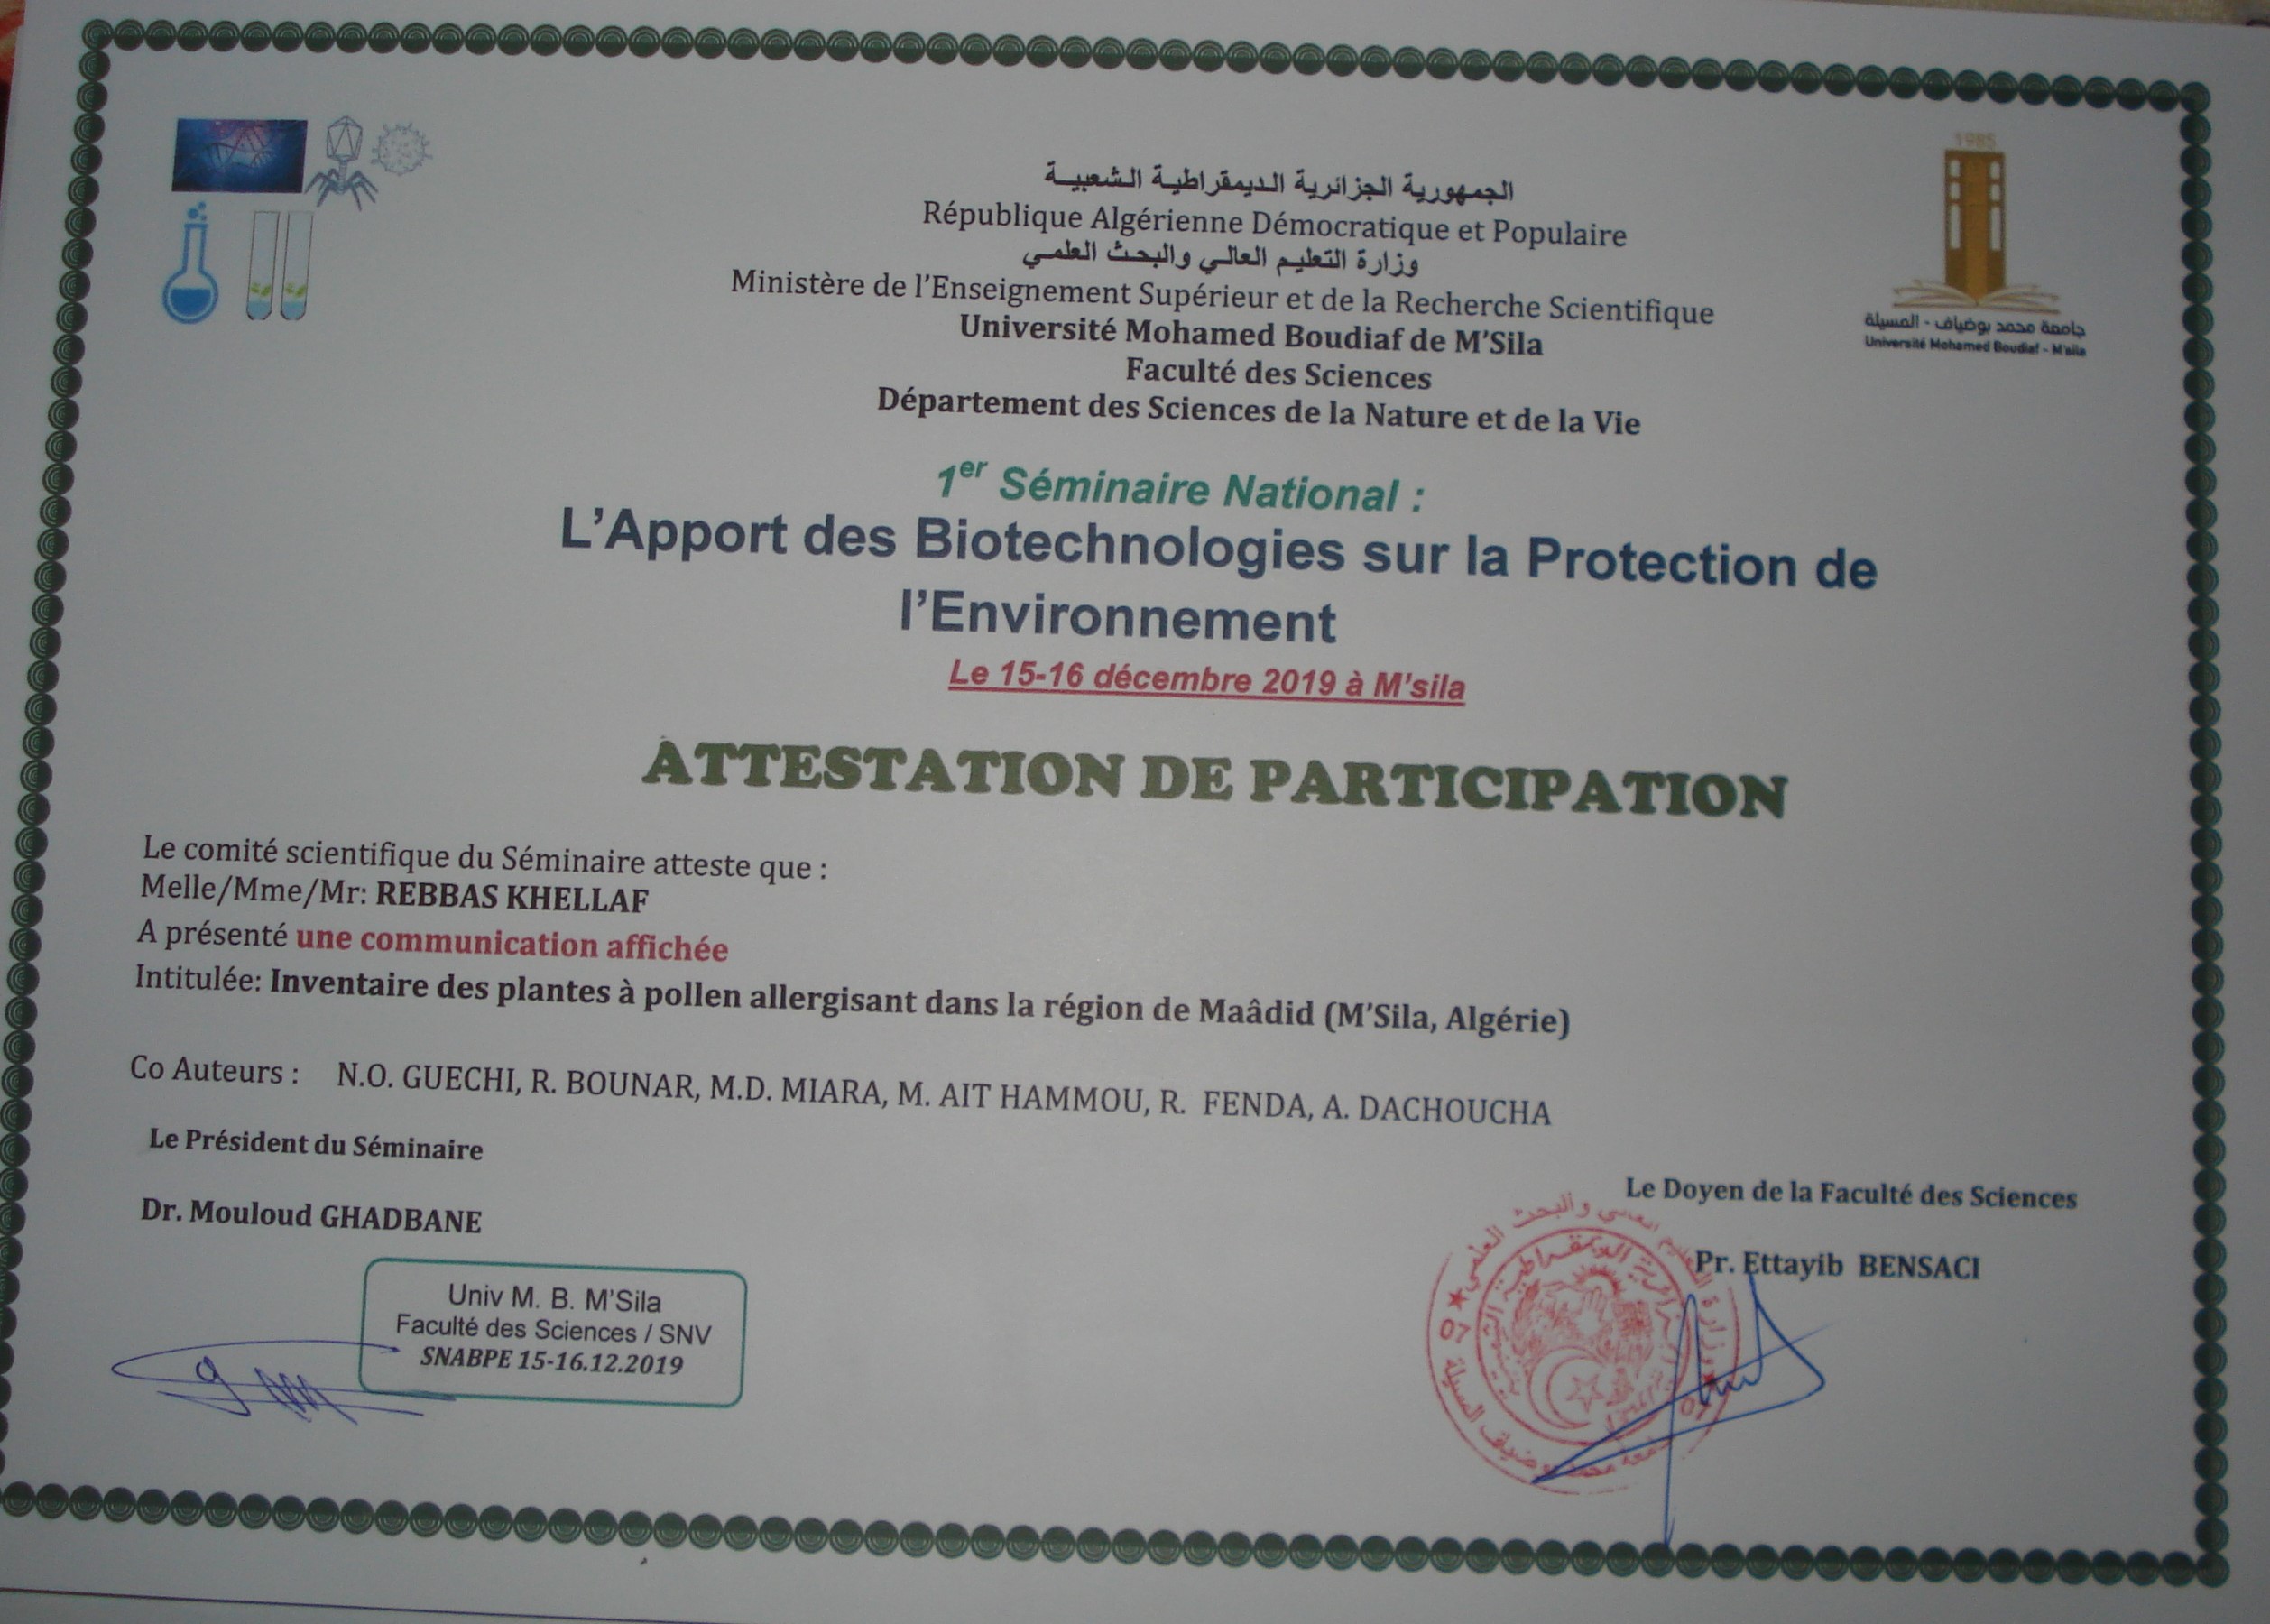 الجمهورية الجزائرية الديمقراطية الشعبية
République Algérienne Démocratique et Populaire
وزارة التعليم العالي والبحث العلمي
Ministère de l'Enseignement Supérieur et de la Recherche Scientifique
Université Mohamed Boudiaf de M'Sila
Faculté des Sciences
Département des Sciences de la Nature et de la Vie
1985
جامعة محمد بوضياف - المسيلة
Université Mohamed Boudiaf - M'sila
1er Séminaire National :
L'Apport des Biotechnologies sur la Protection de
l'Environnement
Le 15-16 décembre 2019 à M'sila
ATTESTATION DE PARTICIPATION
Le comité scientifique du Séminaire atteste que :
Melle/Mme/Mr: REBBAS KHELLAF
A présenté une communication affichée
Intitulée: Inventaire des plantes à pollen allergisant dans la région de Maâdid (M'Sila, Algérie)
Co Auteurs : N.O. GUECHI, R. BOUNAR, M.D. MIARA, M. AIT HAMMOU, R. FENDA, A. DACHOUCHA
Le Président du Séminaire
Dr. Mouloud GHADBANE
Univ M. B. M'Sila
Faculté des Sciences / SNV
SNABPE 15-16.12.2019
Le Doyen de la Faculté des Sciences
Pr. Ettayib BENSACI
07
07